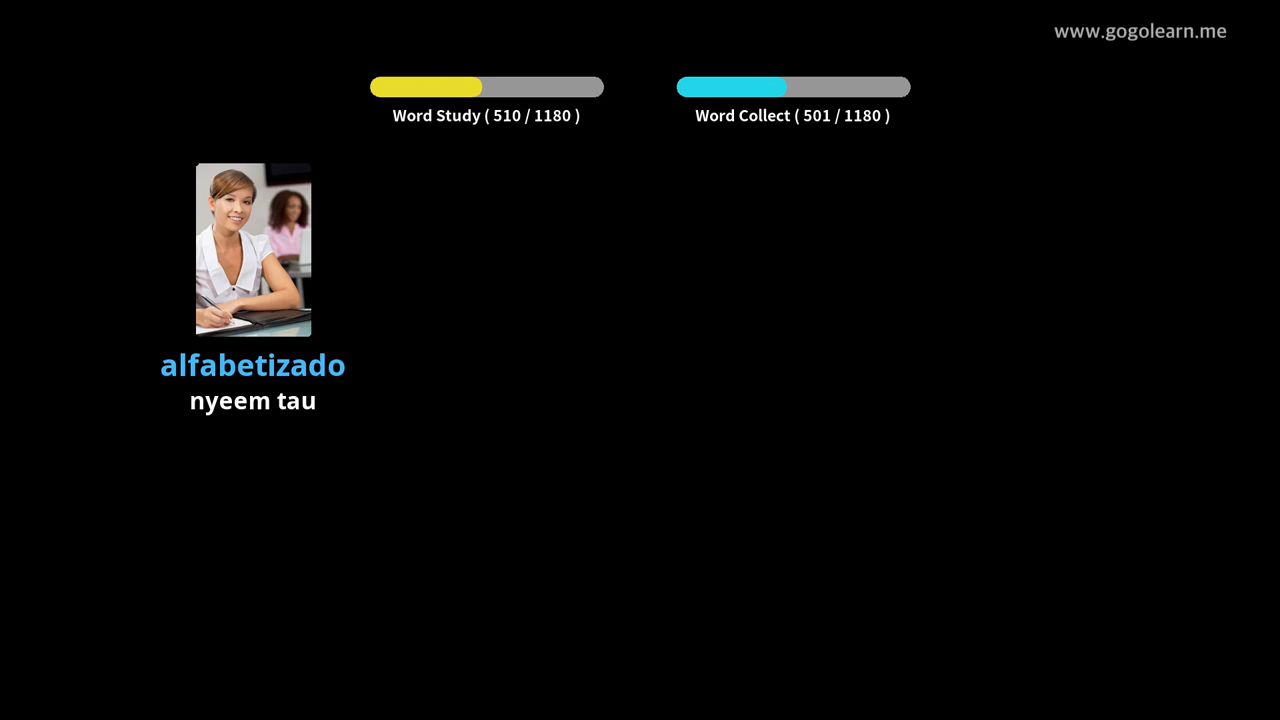 www.gogolearn.me
Word Study ( 510 / 1180 )
Word Collect ( 501 / 1180 )
alfabetizado
nyeem tau